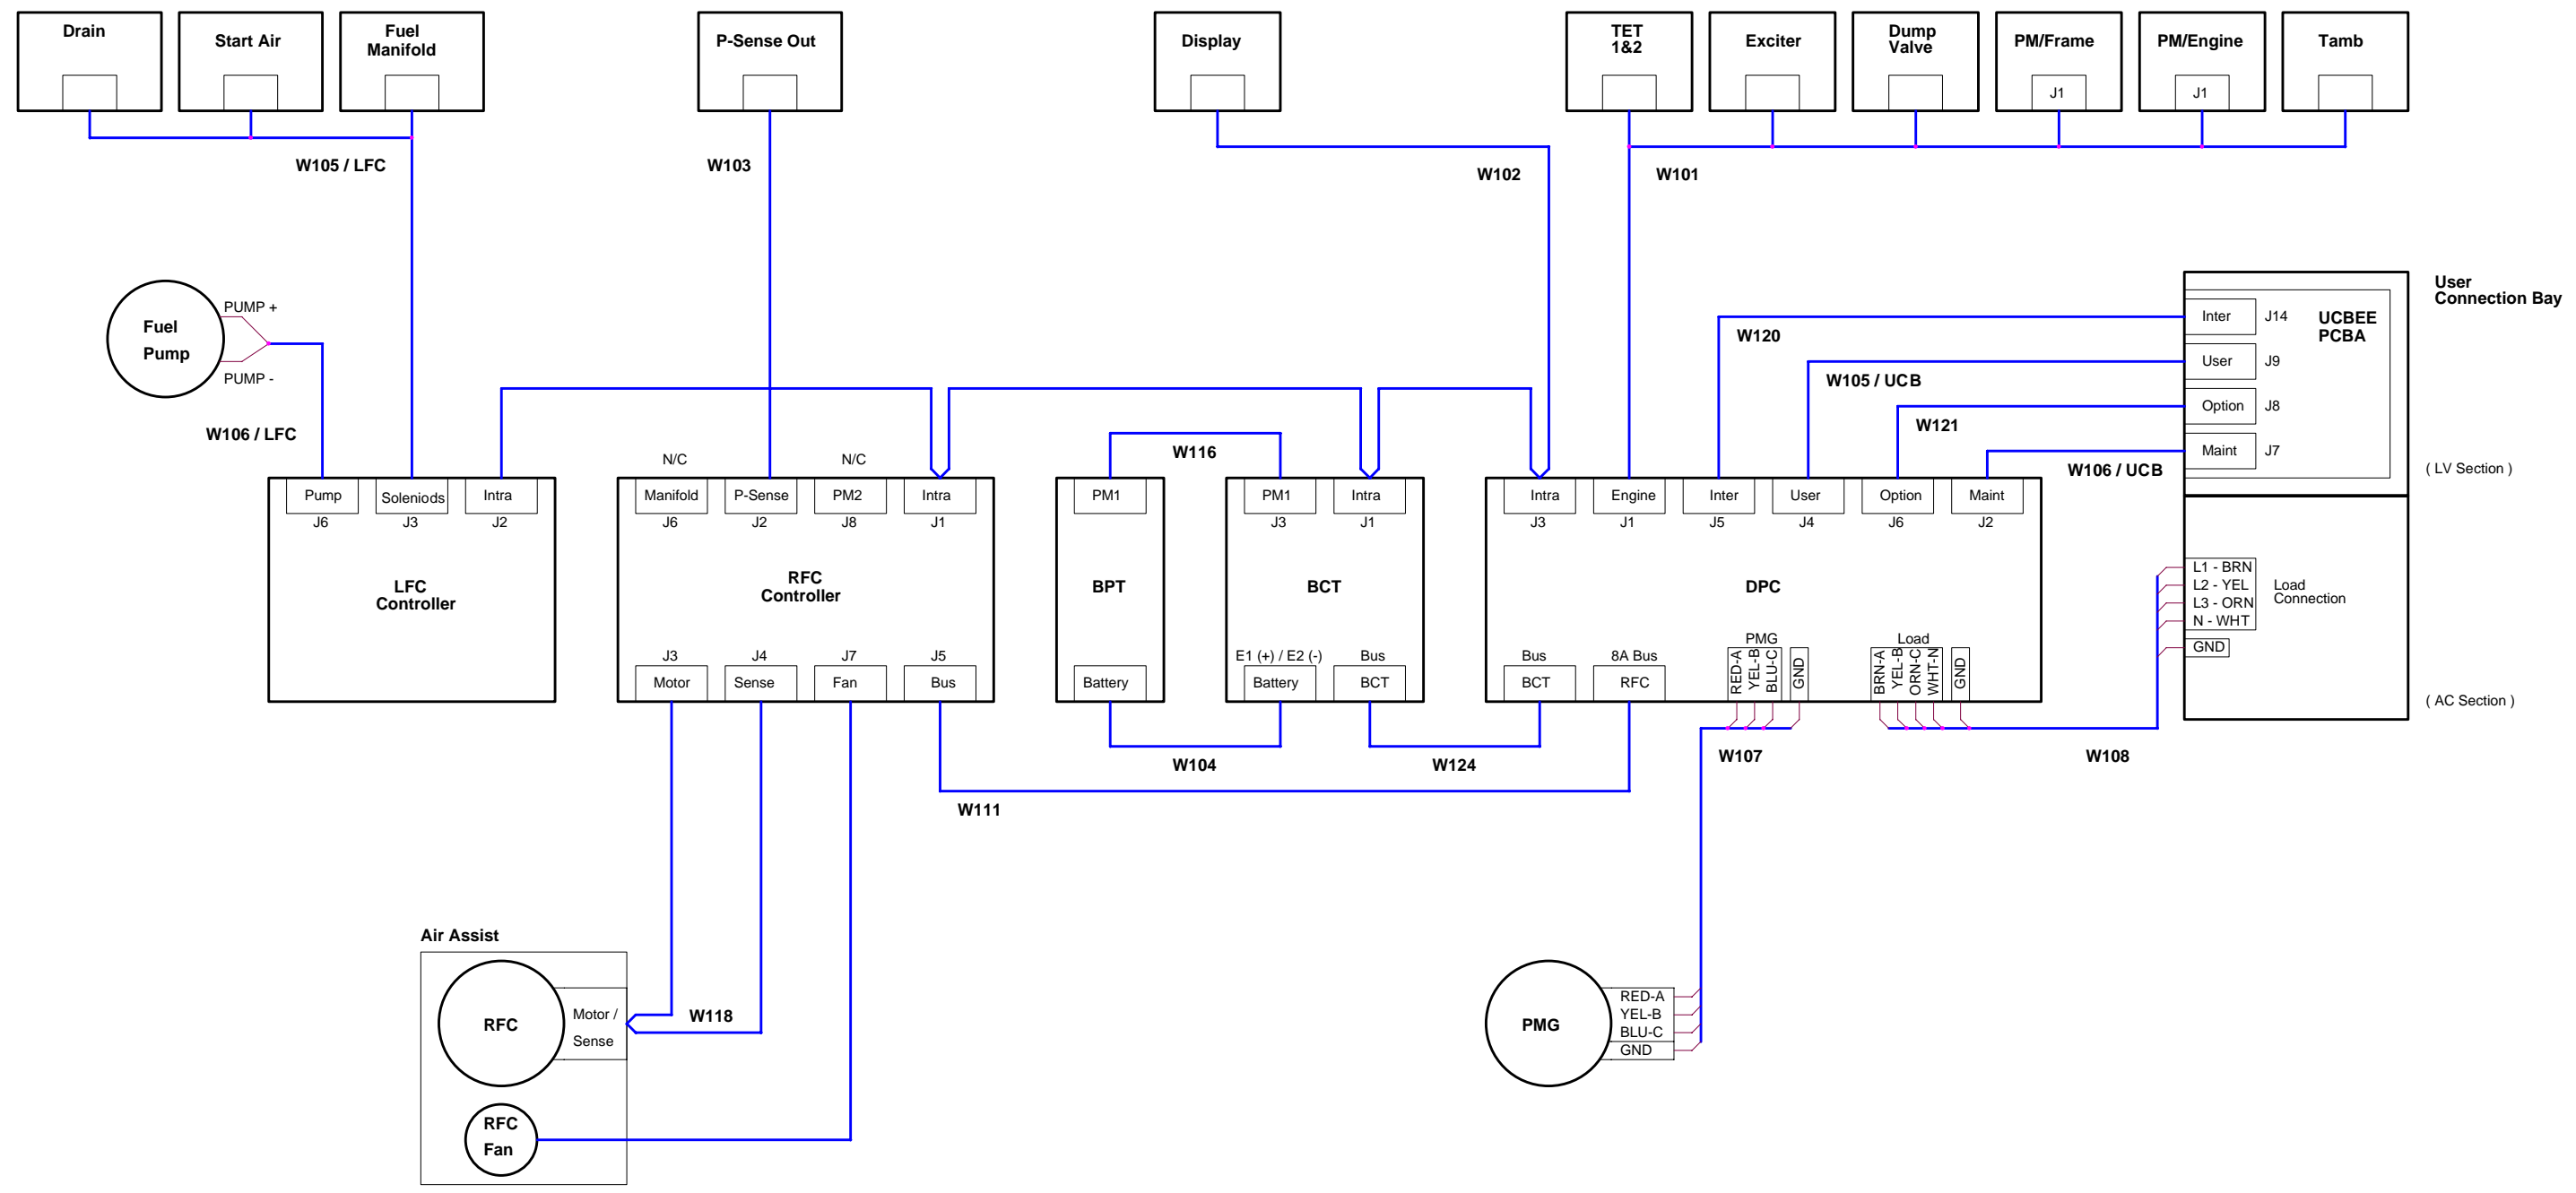 Drain
Start Air
Fuel
Manifold
P-Sense Out
Display
TET
1&2
Exciter
Dump
Valve
PM/Frame
J1
PM/Engine
J1
Tamb
W105 / LFC
W103
W102
W101
Fuel
Pump
PUMP +
PUMP -
W106 / LFC
User
Connection Bay
UCBEE
PCBA
Inter
J14
User
J9
Option
J8
Maint
J7
( LV Section )
W120
W105 / UCB
W121
W106 / UCB
N/C
N/C
W116
Pump
Soleniods
Intra
J6
J3
J2
LFC
Controller
Manifold
P-Sense
PM2
Intra
J6
J2
J8
J1
RFC
Controller
J3
J4
J7
J5
Motor
Sense
Fan
Bus
PM1
BPT
Battery
PM1
Intra
J3
J1
BCT
E1 (+) / E2 (-)
Bus
Battery
BCT
Intra
Engine
Inter
User
Option
Maint
J3
J1
J5
J4
J6
J2
DPC
Bus
8A Bus
BCT
RFC
PMG
RED-A
YEL-B
BLU-C
GND
Load
BRN-A
YEL-B
ORN-C
WHT-N
GND
L1 - BRN
L2 - YEL
L3 - ORN
N - WHT
GND
Load
Connection
( AC Section )
W104
W124
W107
W108
W111
Air Assist
RFC
Motor /
Sense
W118
RFC
Fan
PMG
RED-A
YEL-B
BLU-C
GND